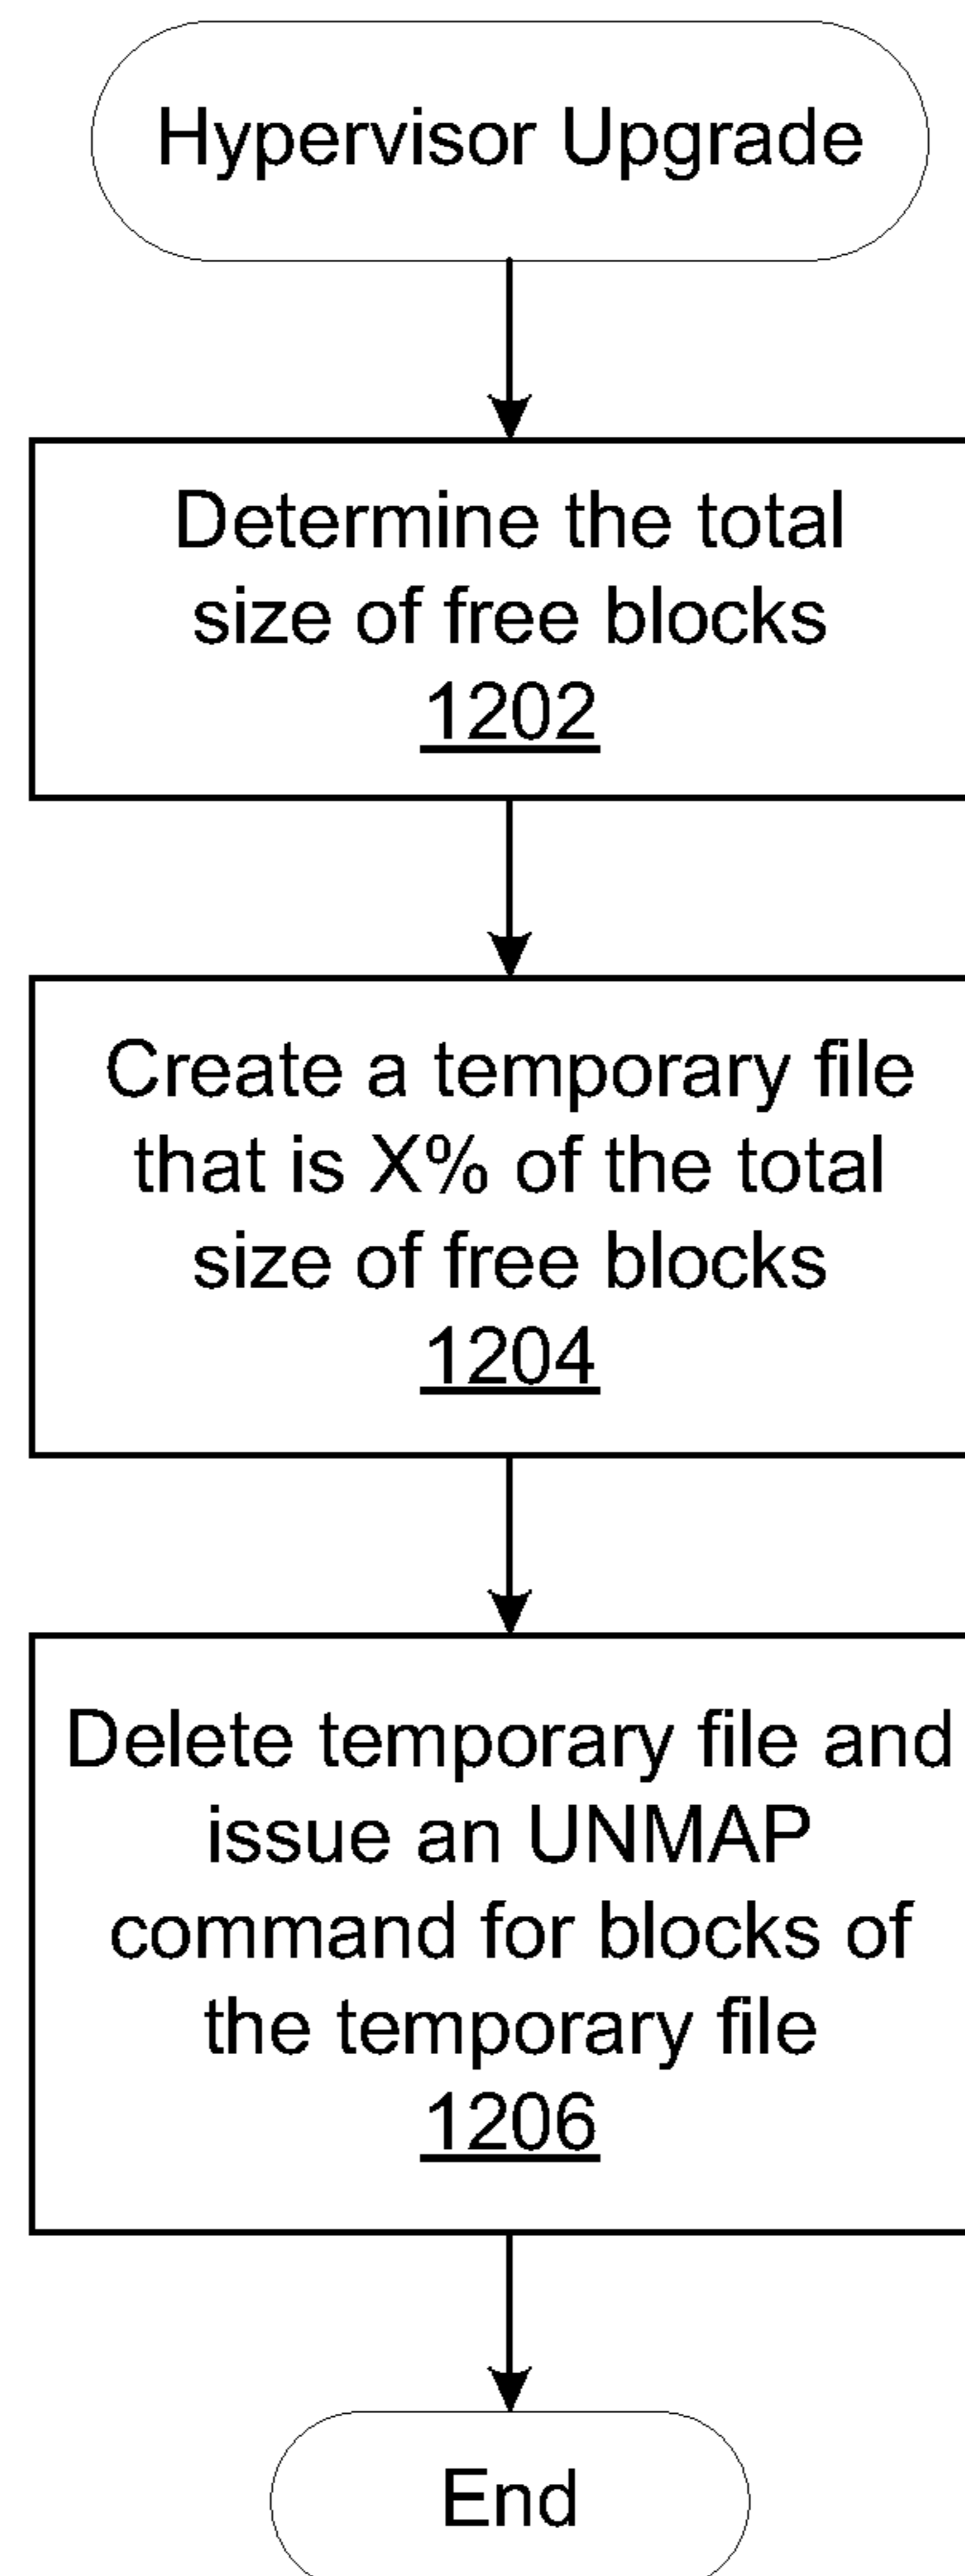 Hypervisor Upgrade
Determine the total
size of free blocks
1202
Create a temporary file
that is X% of the total
size of free blocks
1204
Delete temporary file and
issue an UNMAP
command for blocks of
the temporary file
1206
End